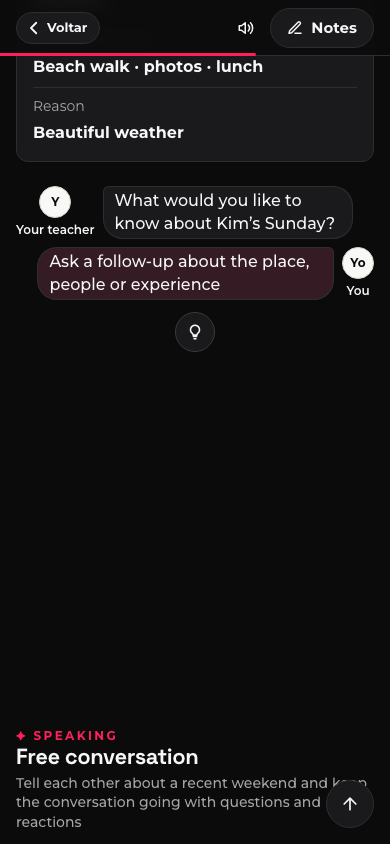 Voltar
Notes
Beach walk · photos · lunch
Reason
Beautiful weather
Y
Your teacher
What would you like to
know about Kim’s Sunday?
Ask a follow-up about the place,
people or experience
Yo
You
SPEAKING
Free conversation
Tell each other about a recent weekend and keep
the conversation going with questions and
reactions